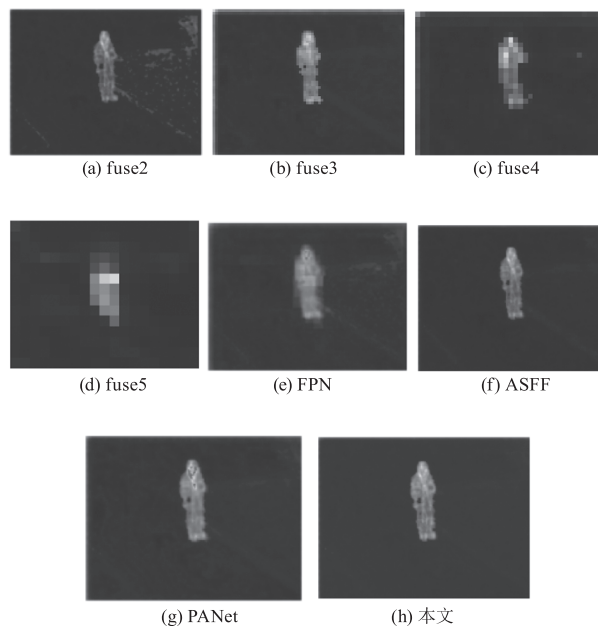 (a) fuse2
(b) fuse3
(c) fuse4
(d) fuse5
(e) FPN
(f) ASFF
(g) PANet
(h) 本文